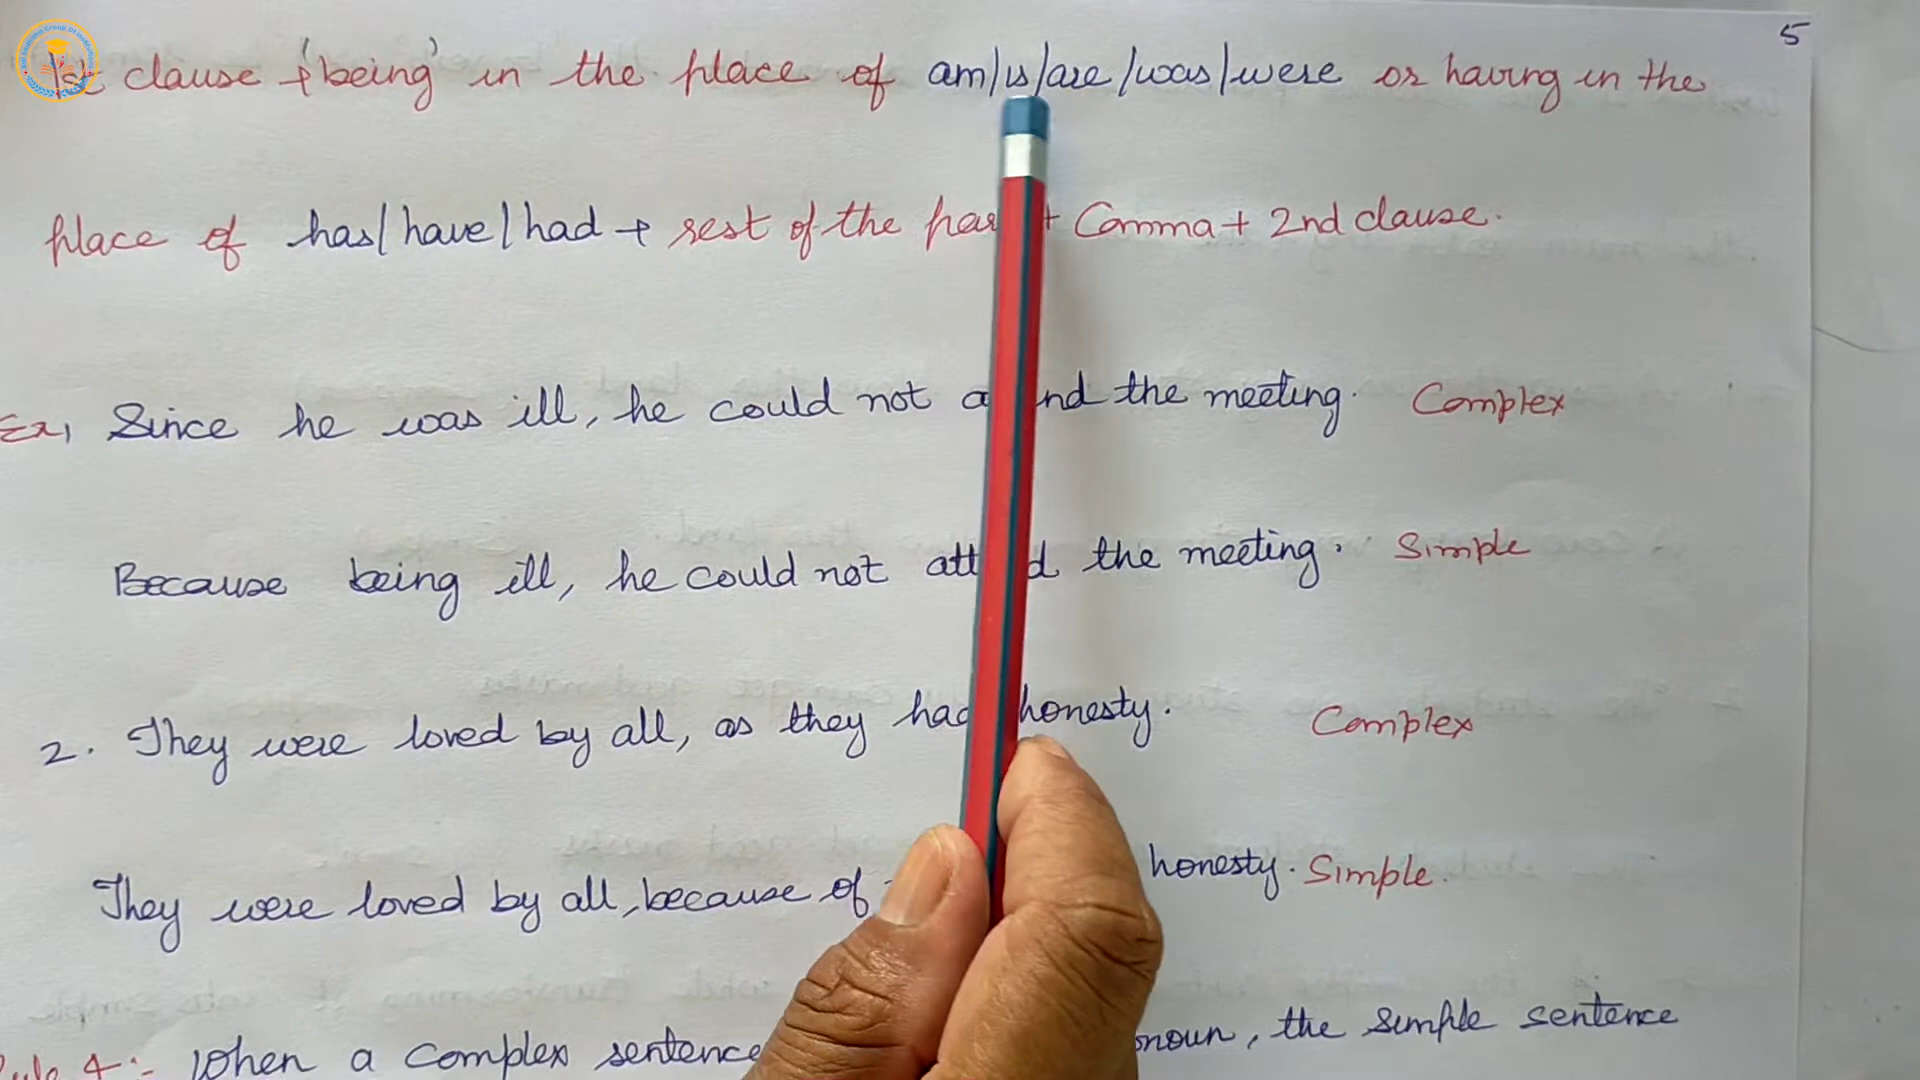 5
1st clause + 'being' in the place of am/is/are/was/were or having in the
place of has/have/had + rest of the + Comma + 2nd clause.
Ex, Since he was ill, he could not the meeting. Complex
Because being ill, he could not the meeting. Simple
2. They were loved by all, as they had honesty. Complex
They were loved by all, because of honesty. Simple.
4:- When a complex sentence noun, the simple sentence